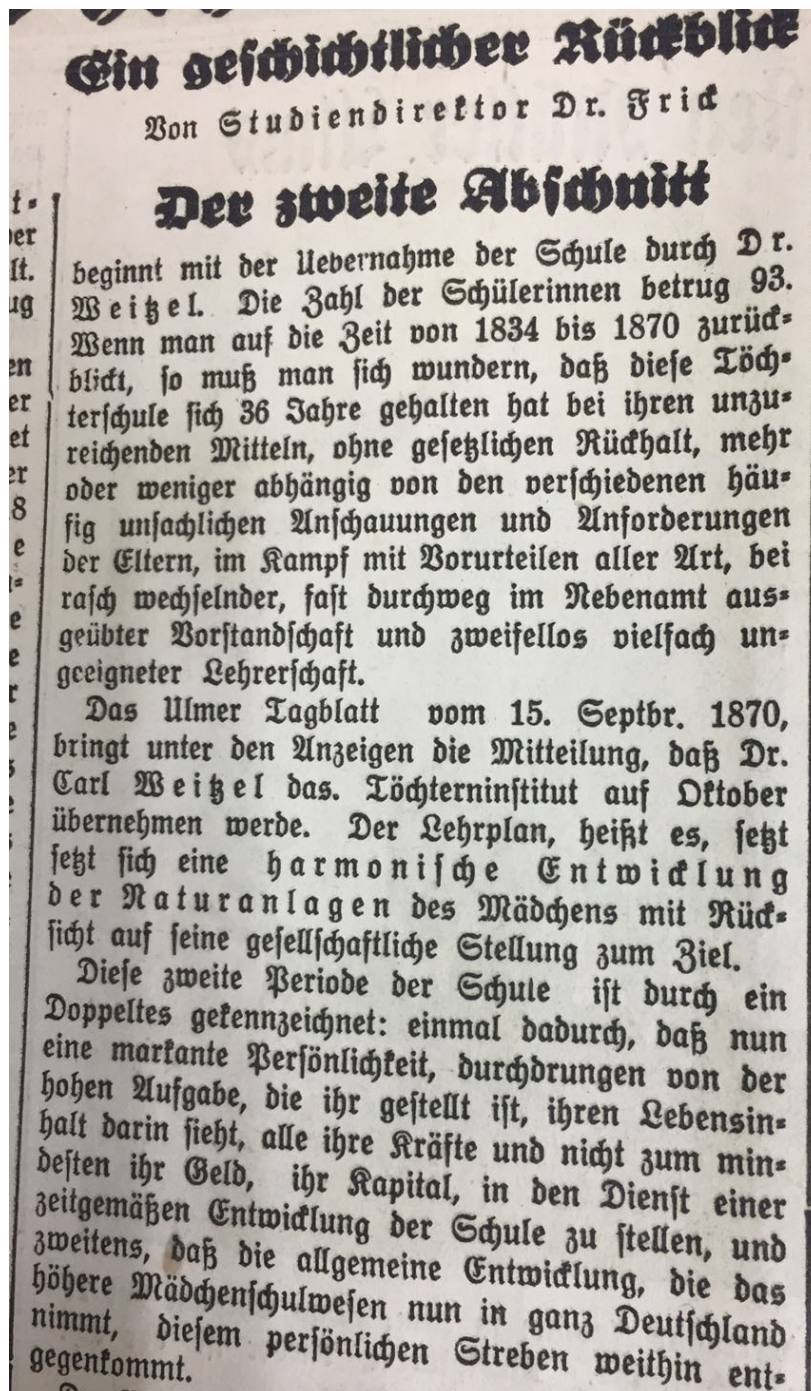 Ein geschichtlicher Rückblick
Von Studiendirektor Dr. Frick
Der zweite Abschnitt
beginnt mit der Uebernahme der Schule durch Dr.
Weitzel. Die Zahl der Schülerinnen betrug 93.
Wenn man auf die Zeit von 1834 bis 1870 zurück-
blickt, so muß man sich wundern, daß diese Töch-
terschule sich 36 Jahre gehalten hat bei ihren unzu-
reichenden Mitteln, ohne gesetzlichen Rückhalt, mehr
oder weniger abhängig von den verschiedenen häu-
fig unsachlichen Anschauungen und Anforderungen
der Eltern, im Kampf mit Vorurteilen aller Art, bei
rasch wechselnder, fast durchweg im Nebenamt aus-
geübter Vorstandschaft und zweifellos vielfach un-
geeigneter Lehrerschaft.
Das Ulmer Tagblatt vom 15. Septbr. 1870,
bringt unter den Anzeigen die Mitteilung, daß Dr.
Carl Weitzel das. Töchterninstitut auf Oktober
übernehmen werde. Der Lehrplan, heißt es, setzt
setzt sich eine harmonische Entwicklung
der Naturanlagen des Mädchens mit Rück-
sicht auf seine gesellschaftliche Stellung zum Ziel.
Diese zweite Periode der Schule ist durch ein
Doppeltes gekennzeichnet: einmal dadurch, daß nun
eine markante Persönlichkeit, durchdrungen von der
hohen Aufgabe, die ihr gestellt ist, ihren Lebensin-
halt darin sieht, alle ihre Kräfte und nicht zum min-
desten ihr Geld, ihr Kapital, in den Dienst einer
zeitgemäßen Entwicklung der Schule zu stellen, und
zweitens, daß die allgemeine Entwicklung, die das
höhere Mädchenschulwesen nun in ganz Deutschland
nimmt, diesem persönlichen Streben weithin ent-
gegenkommt.